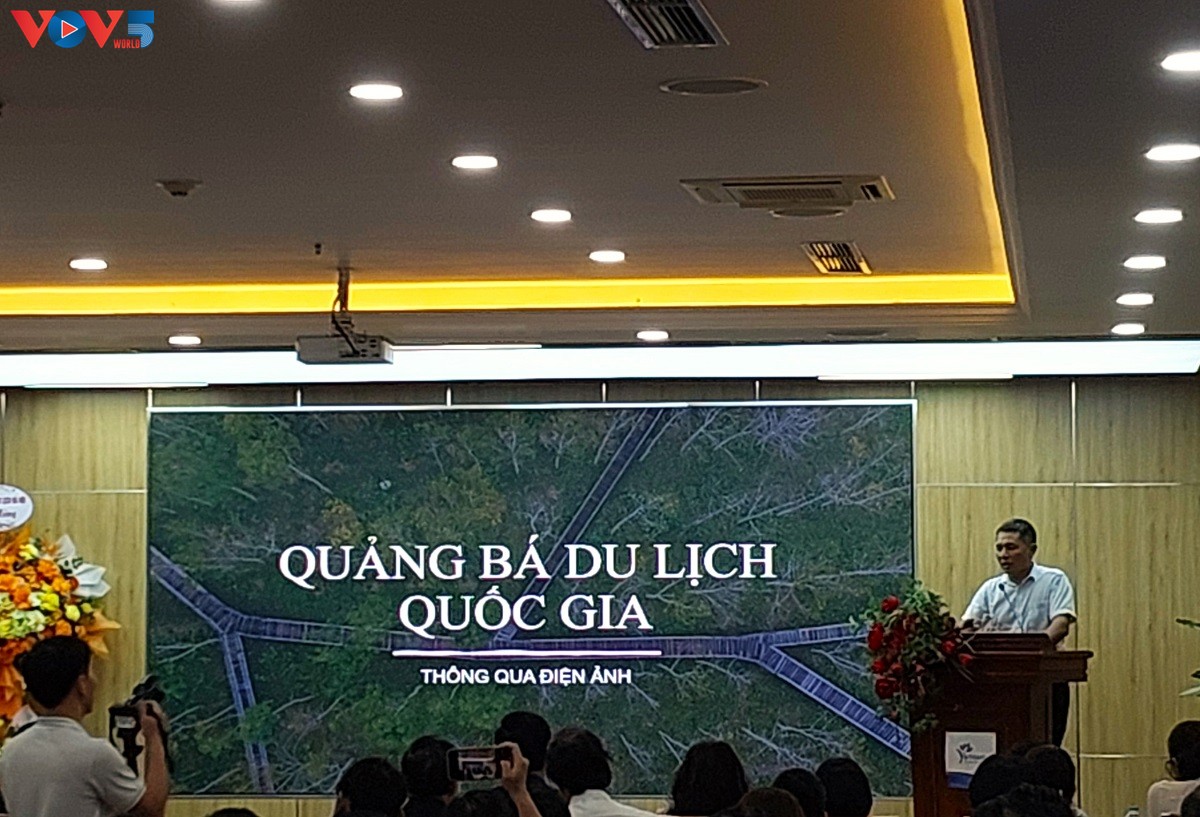 VOV5
WORLD
QUẢNG BÁ DU LỊCH
QUỐC GIA
THÔNG QUA ĐIỆN ẢNH